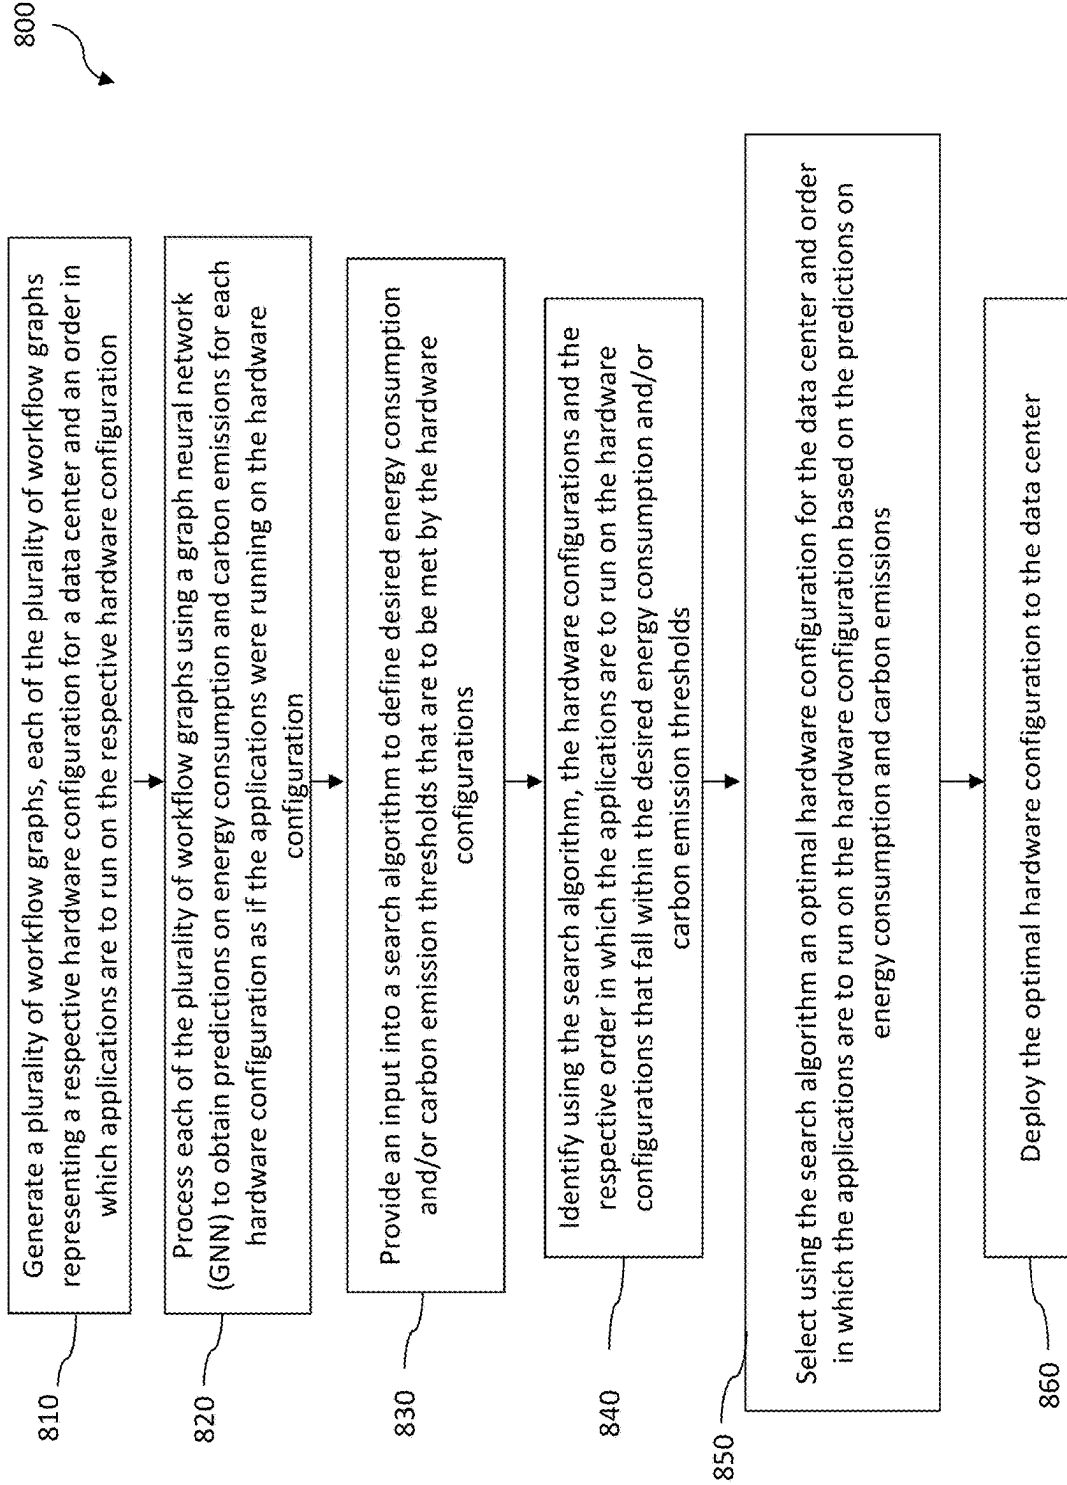 800
810
Generate a plurality of workflow graphs, each of the plurality of workflow graphs
representing a respective hardware configuration for a data center and an order in
which applications are to run on the respective hardware configuration
820
Process each of the plurality of workflow graphs using a graph neural network
(GNN) to obtain predictions on energy consumption and carbon emissions for each
hardware configuration as if the applications were running on the hardware
configuration
830
Provide an input into a search algorithm to define desired energy consumption
and/or carbon emission thresholds that are to be met by the hardware
configurations
840
Identify using the search algorithm, the hardware configurations and the
respective order in which the applications are to run on the hardware
configurations that fall within the desired energy consumption and/or
carbon emission thresholds
850
Select using the search algorithm an optimal hardware configuration for the data center and order
in which the applications are to run on the hardware configuration based on the predictions on
energy consumption and carbon emissions
860
Deploy the optimal hardware configuration to the data center